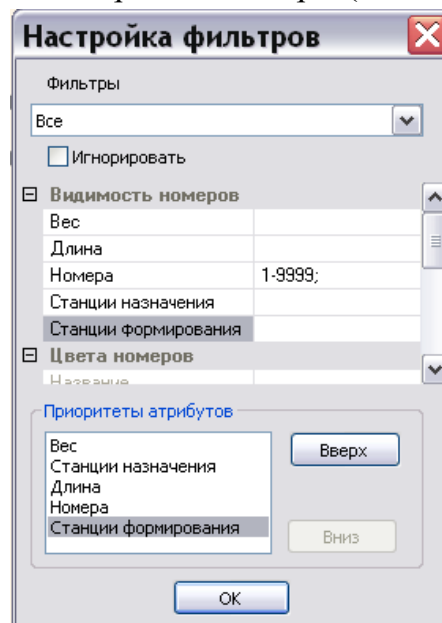 Настройка фильтров
Фильтры
Все
Игнорировать
Видимость номеров
Вес
Длина
Номера 1-9999;
Станции назначения
Станции формирования
Цвета номеров
Название
Приоритеты атрибутов
Вес
Станции назначения
Длина
Номера
Станции формирования
Вверх
Вниз
OK